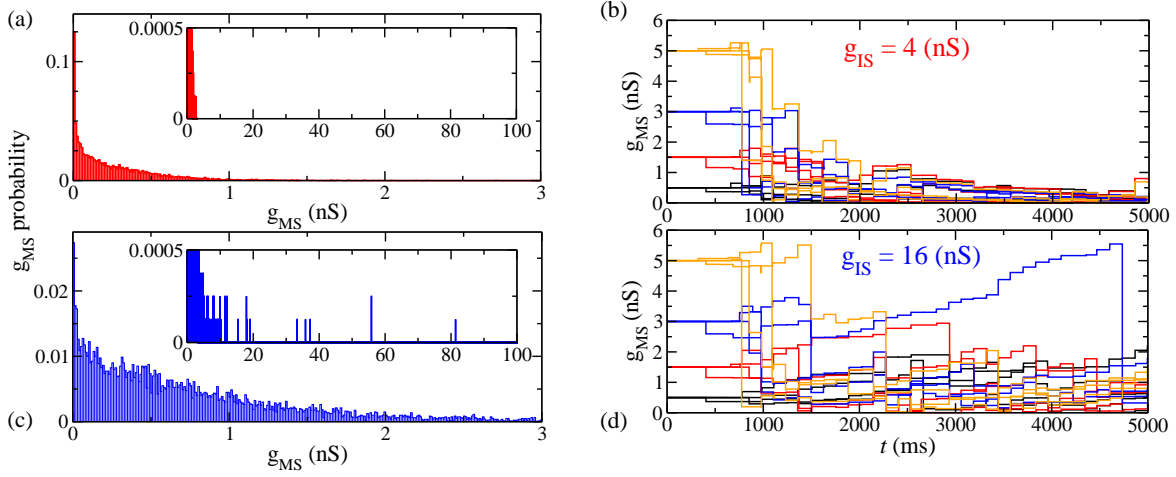 (a)
0.1
0
0 1 2 3
g_MS (nS)
0.0005
0
0 20 40 60 80 100
g_MS probability
(c)
0.02
0.01
0
0 1 2 3
g_MS (nS)
0.0005
0
0 20 40 60 80 100
(b)
g_IS = 4 (nS)
g_MS (nS)
6
5
4
3
2
1
0
0 1000 2000 3000 4000 5000
(d)
g_IS = 16 (nS)
g_MS (nS)
6
5
4
3
2
1
0
0 1000 2000 3000 4000 5000
t (ms)